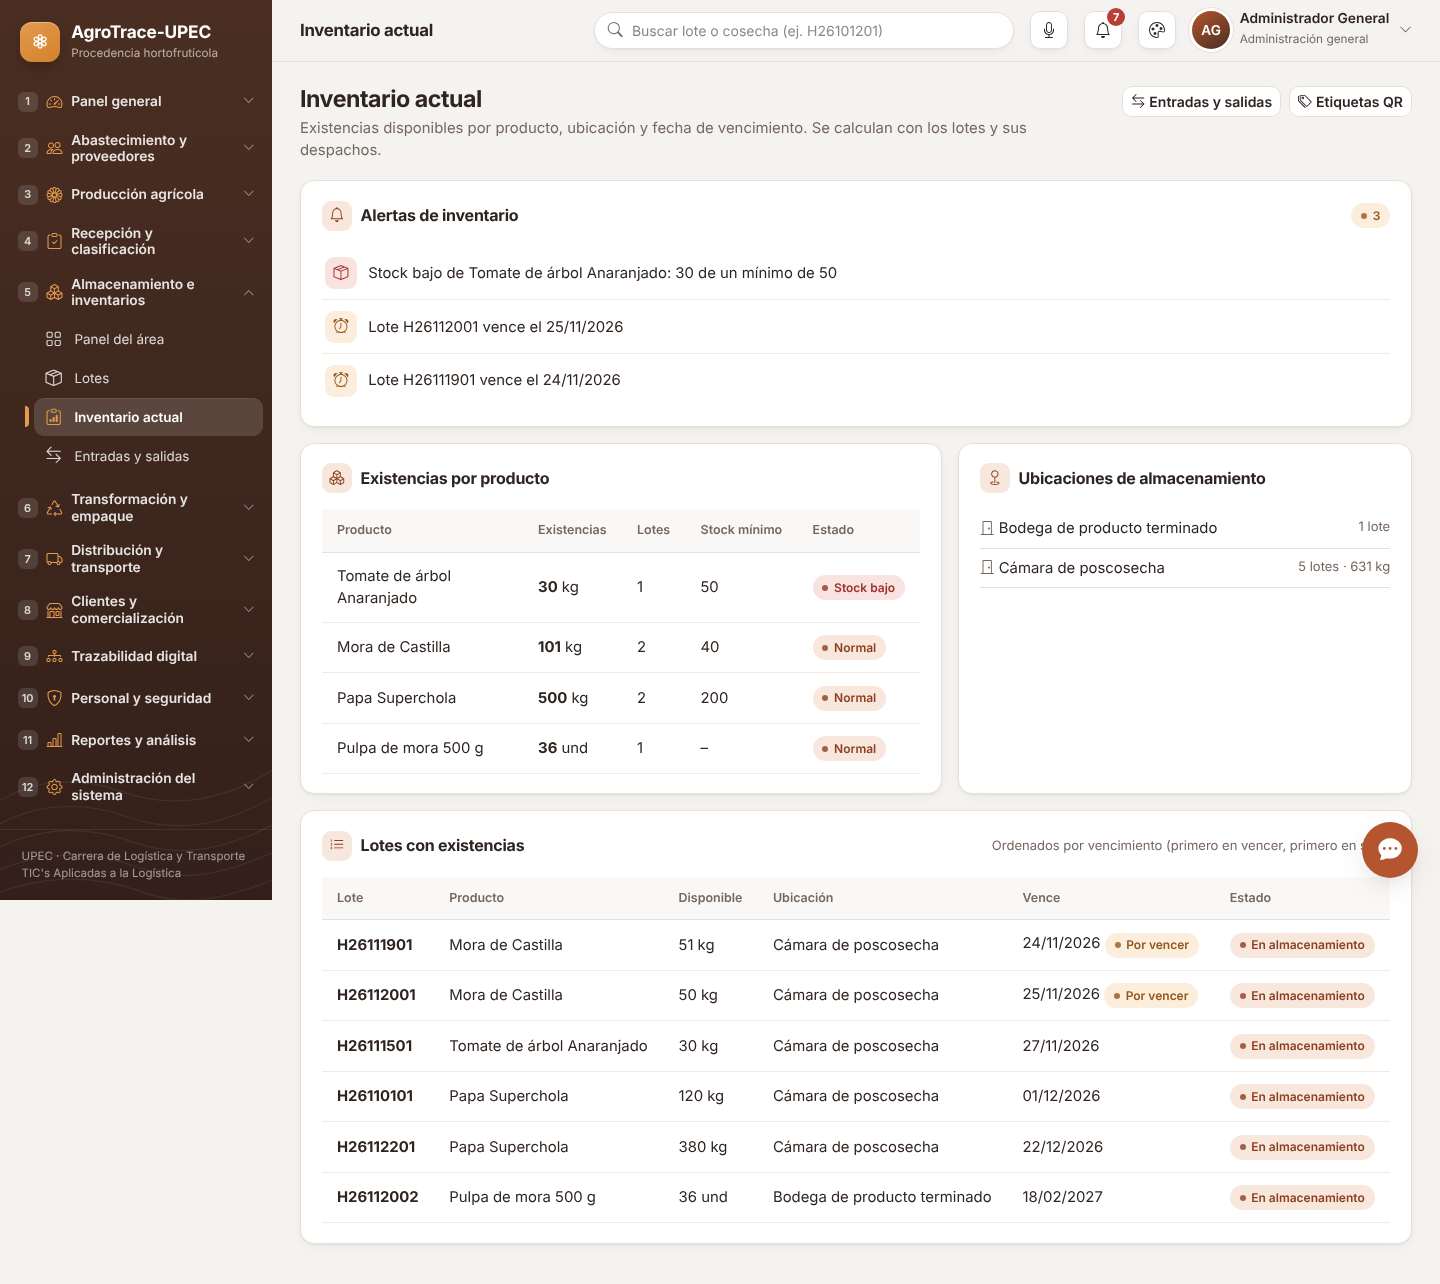 AgroTrace-UPEC
Procedencia hortofrutícola
1 Panel general
2 Abastecimiento y
proveedores
3 Producción agrícola
4 Recepción y
clasificación
5 Almacenamiento e
inventarios
Panel del área
Lotes
Inventario actual
Entradas y salidas
6 Transformación y
empaque
7 Distribución y
transporte
8 Clientes y
comercialización
9 Trazabilidad digital
10 Personal y seguridad
11 Reportes y análisis
12 Administración del
sistema
UPEC · Carrera de Logística y Transporte
TIC's Aplicadas a la Logística
Inventario actual
Buscar lote o cosecha (ej. H26101201)
7
AG
Administrador General
Administración general
Inventario actual
Existencias disponibles por producto, ubicación y fecha de vencimiento. Se calculan con los lotes y sus
despachos.
Entradas y salidas
Etiquetas QR
Alertas de inventario
3
Stock bajo de Tomate de árbol Anaranjado: 30 de un mínimo de 50
Lote H26112001 vence el 25/11/2026
Lote H26111901 vence el 24/11/2026
Existencias por producto
Producto Existencias Lotes Stock mínimo Estado
Tomate de árbol
Anaranjado 30 kg 1 50 Stock bajo
Mora de Castilla 101 kg 2 40 Normal
Papa Superchola 500 kg 2 200 Normal
Pulpa de mora 500 g 36 und 1 – Normal
Ubicaciones de almacenamiento
Bodega de producto terminado 1 lote
Cámara de poscosecha 5 lotes · 631 kg
Lotes con existencias
Ordenados por vencimiento (primero en vencer, primero en
Lote Producto Disponible Ubicación Vence Estado
H26111901 Mora de Castilla 51 kg Cámara de poscosecha 24/11/2026 Por vencer En almacenamiento
H26112001 Mora de Castilla 50 kg Cámara de poscosecha 25/11/2026 Por vencer En almacenamiento
H26111501 Tomate de árbol Anaranjado 30 kg Cámara de poscosecha 27/11/2026 En almacenamiento
H26110101 Papa Superchola 120 kg Cámara de poscosecha 01/12/2026 En almacenamiento
H26112201 Papa Superchola 380 kg Cámara de poscosecha 22/12/2026 En almacenamiento
H26112002 Pulpa de mora 500 g 36 und Bodega de producto terminado 18/02/2027 En almacenamiento